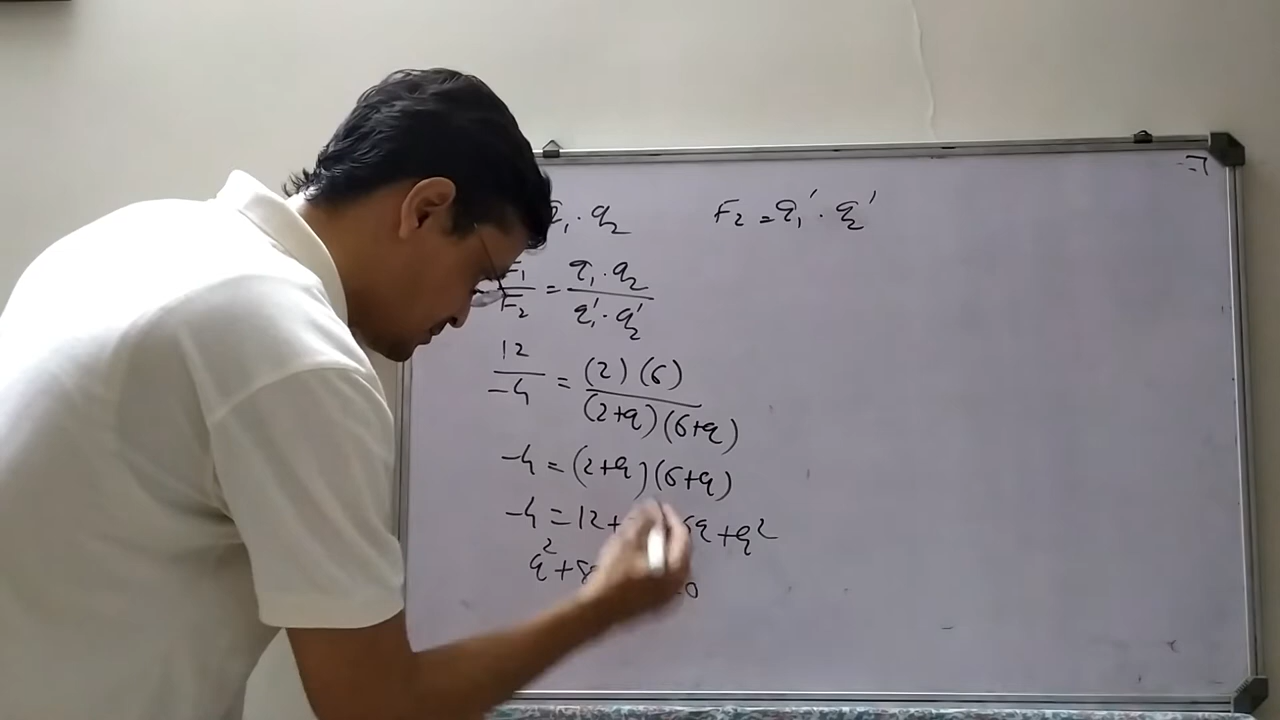 q₁ · q₂    F₂ = q₁' · q₂'
F₁/F₂ = q₁ · q₂ / q₁' · q₂'
12/-4 = (2)(6) / (2+q)(6+q)
-4 = (2+q)(6+q)
-4 = 12+ 6q + q²
q² + 8 = 0